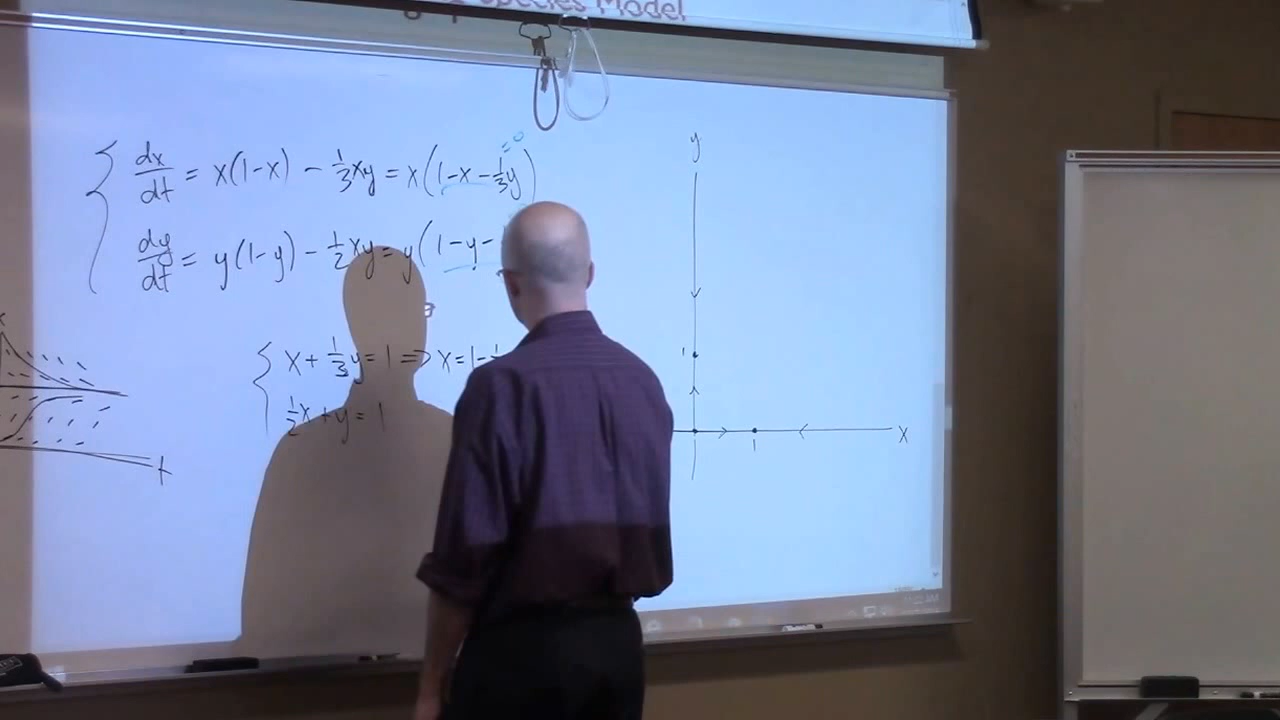 Species Model
= 0
dx/dt = x(1-x) - 1/3xy = x(1-x-1/3y)
dy/dt = y(1-y) - 1/2xy = y(1-y-
x + 1/3y = 1 => x = 1-
1/2x + y = 1
y
1
x
1
t